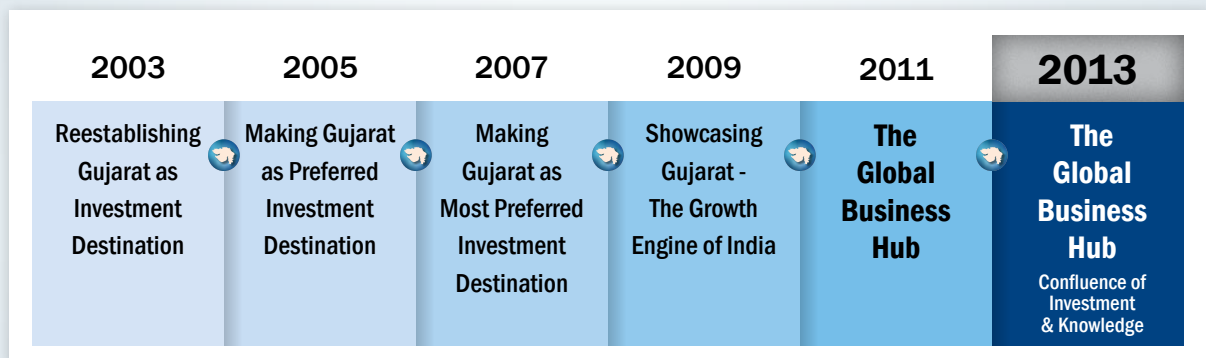 2003
Reestablishing
Gujarat as
Investment
Destination
2005
Making Gujarat
as Preferred
Investment
Destination
2007
Making
Gujarat as
Most Preferred
Investment
Destination
2009
Showcasing
Gujarat -
The Growth
Engine of India
2011
The
Global
Business
Hub
2013
The
Global
Business
Hub
Confluence of
Investment
& Knowledge